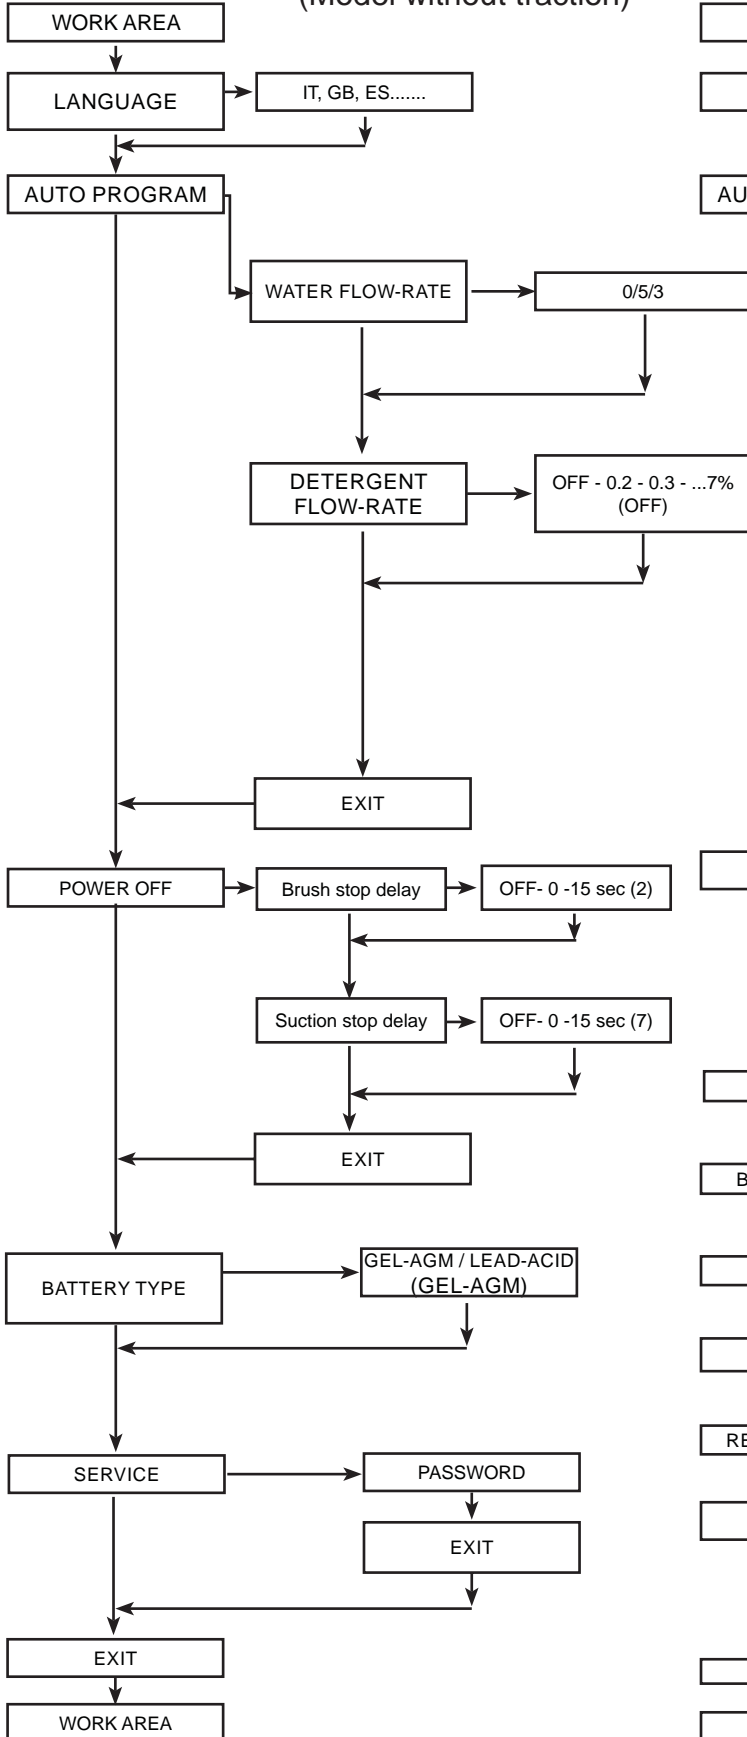 (Model without traction)
WORK AREA
LANGUAGE
IT, GB, ES.......
AUTO PROGRAM
AU
WATER FLOW-RATE
0/5/3
DETERGENT
FLOW-RATE
OFF - 0.2 - 0.3 - ...7%
(OFF)
EXIT
POWER OFF
Brush stop delay
OFF- 0 -15 sec (2)
Suction stop delay
OFF- 0 -15 sec (7)
EXIT
B
BATTERY TYPE
GEL-AGM / LEAD-ACID
(GEL-AGM)
RE
SERVICE
PASSWORD
EXIT
EXIT
WORK AREA